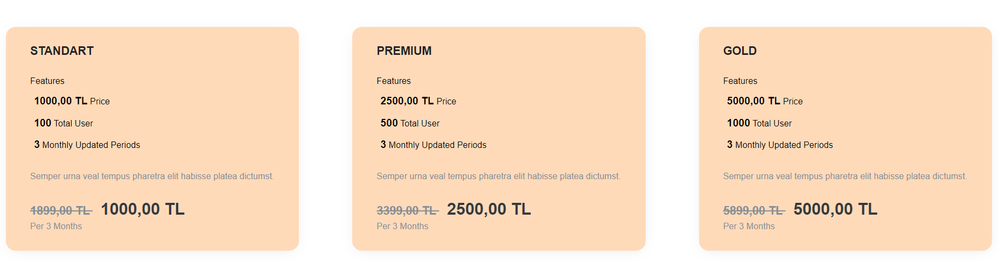 STANDART
Features
1000,00 TL Price
100 Total User
3 Monthly Updated Periods
Semper urna veal tempus pharetra elit habisse platea dictumst.
1899,00 TL 1000,00 TL
Per 3 Months
PREMIUM
Features
2500,00 TL Price
500 Total User
3 Monthly Updated Periods
Semper urna veal tempus pharetra elit habisse platea dictumst.
3399,00 TL 2500,00 TL
Per 3 Months
GOLD
Features
5000,00 TL Price
1000 Total User
3 Monthly Updated Periods
Semper urna veal tempus pharetra elit habisse platea dictumst.
5899,00 TL 5000,00 TL
Per 3 Months